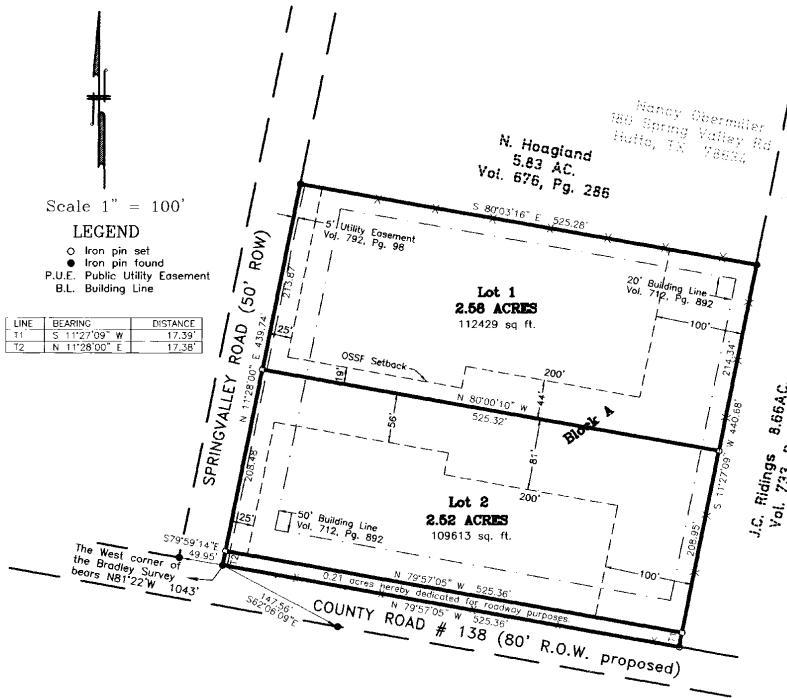 Nancy Obermiller
180 Spring Valley Rd
Hutto, TX 78634
N. Hoagland
5.83 AC.
Vol. 676, Pg. 286
Scale 1" = 100'
LEGEND
Iron pin set
Iron pin found
P.U.E. Public Utility Easement
B.L. Building Line
LINE BEARING DISTANCE
T1 S 11°27'09" W 17.39'
T2 N 11°28'00" E 17.38'
S 80°03'16" E 525.28'
5' Utility Easement
Vol. 792, Pg. 98
Lot 1
2.58 ACRES
112429 sq ft.
20' Building Line
Vol. 712, Pg. 892
100'
213.87'
214.34'
25'
SPRINGVALLEY ROAD (50' ROW)
N 11°28'00" E 439.74'
OSSF Setback
19'
200'
44'
N 80°00'10" W
525.32'
Block A
56'
81'
S 11°27'09" W 440.68'
J.C. Ridings 8.66AC.
Vol. 733,
208.48'
208.95'
Lot 2
2.52 ACRES
109613 sq. ft.
200'
50' Building Line
Vol. 712, Pg. 892
25'
100'
S79°59'14"E
49.95'
The West corner of
the Bradley Survey
bears N81°22'W 1043'
T2
T1
N 79°57'05" W 525.36'
0.21 acres hereby dedicated for roadway purposes.
N 79°57'05" W 525.36'
147.56'
S62°06'09"E
COUNTY ROAD # 138 (80' R.O.W. proposed)